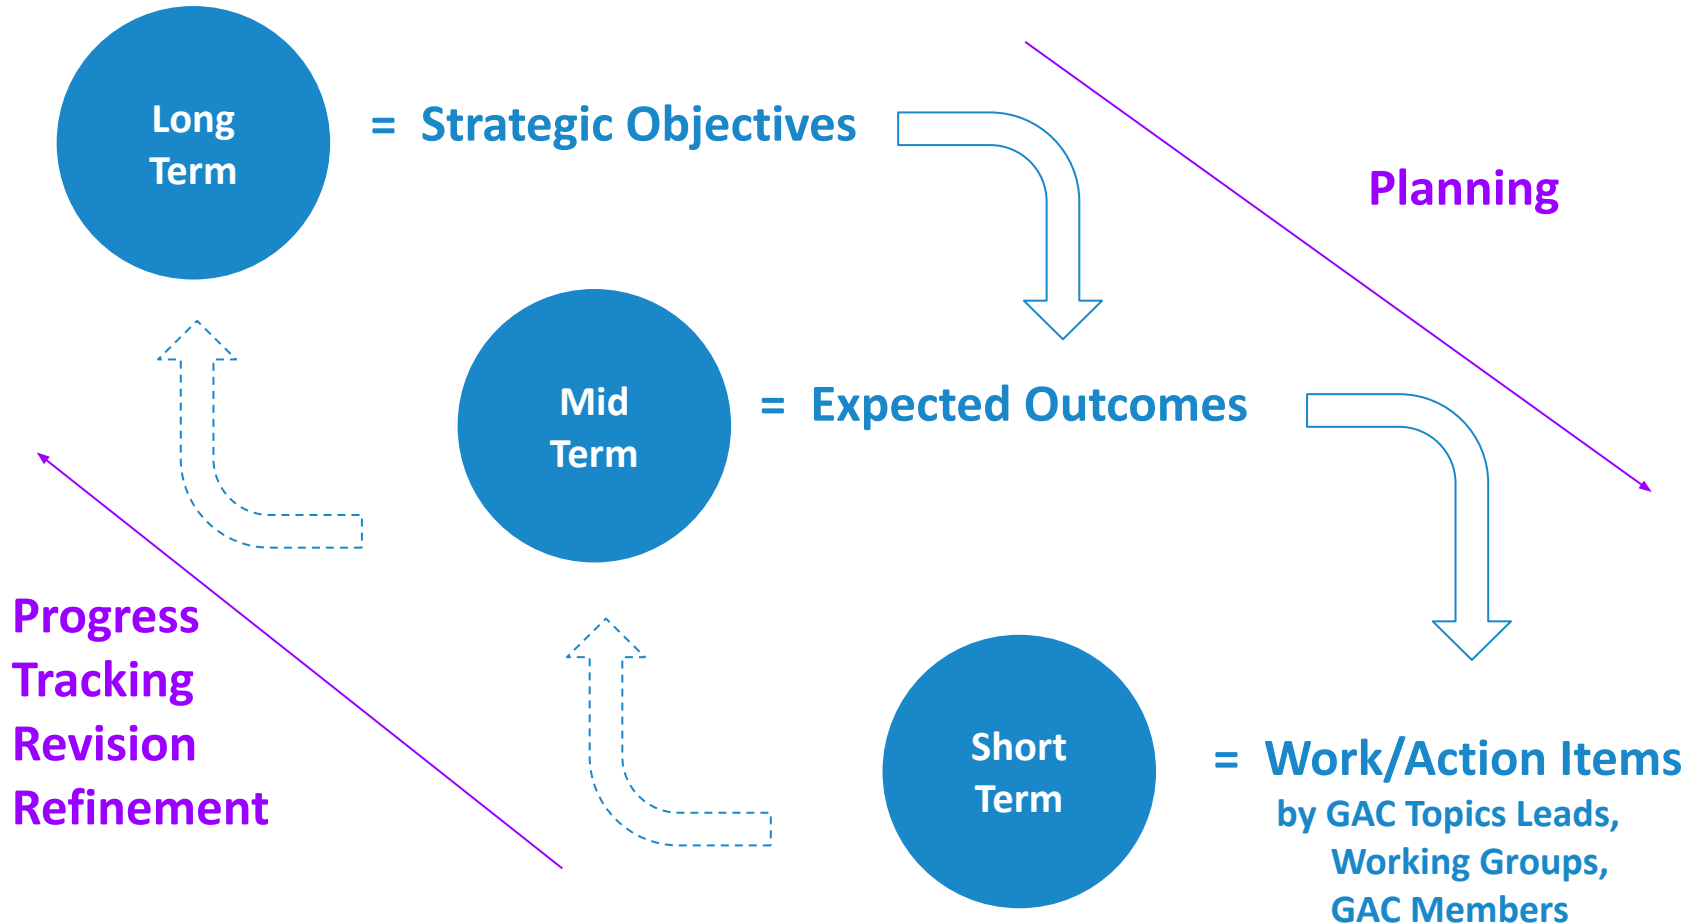 Long
Term
= Strategic Objectives
Planning
Mid
Term
= Expected Outcomes
Progress
Tracking
Revision
Refinement
Short
Term
= Work/Action Items
by GAC Topics Leads,
Working Groups,
GAC Members